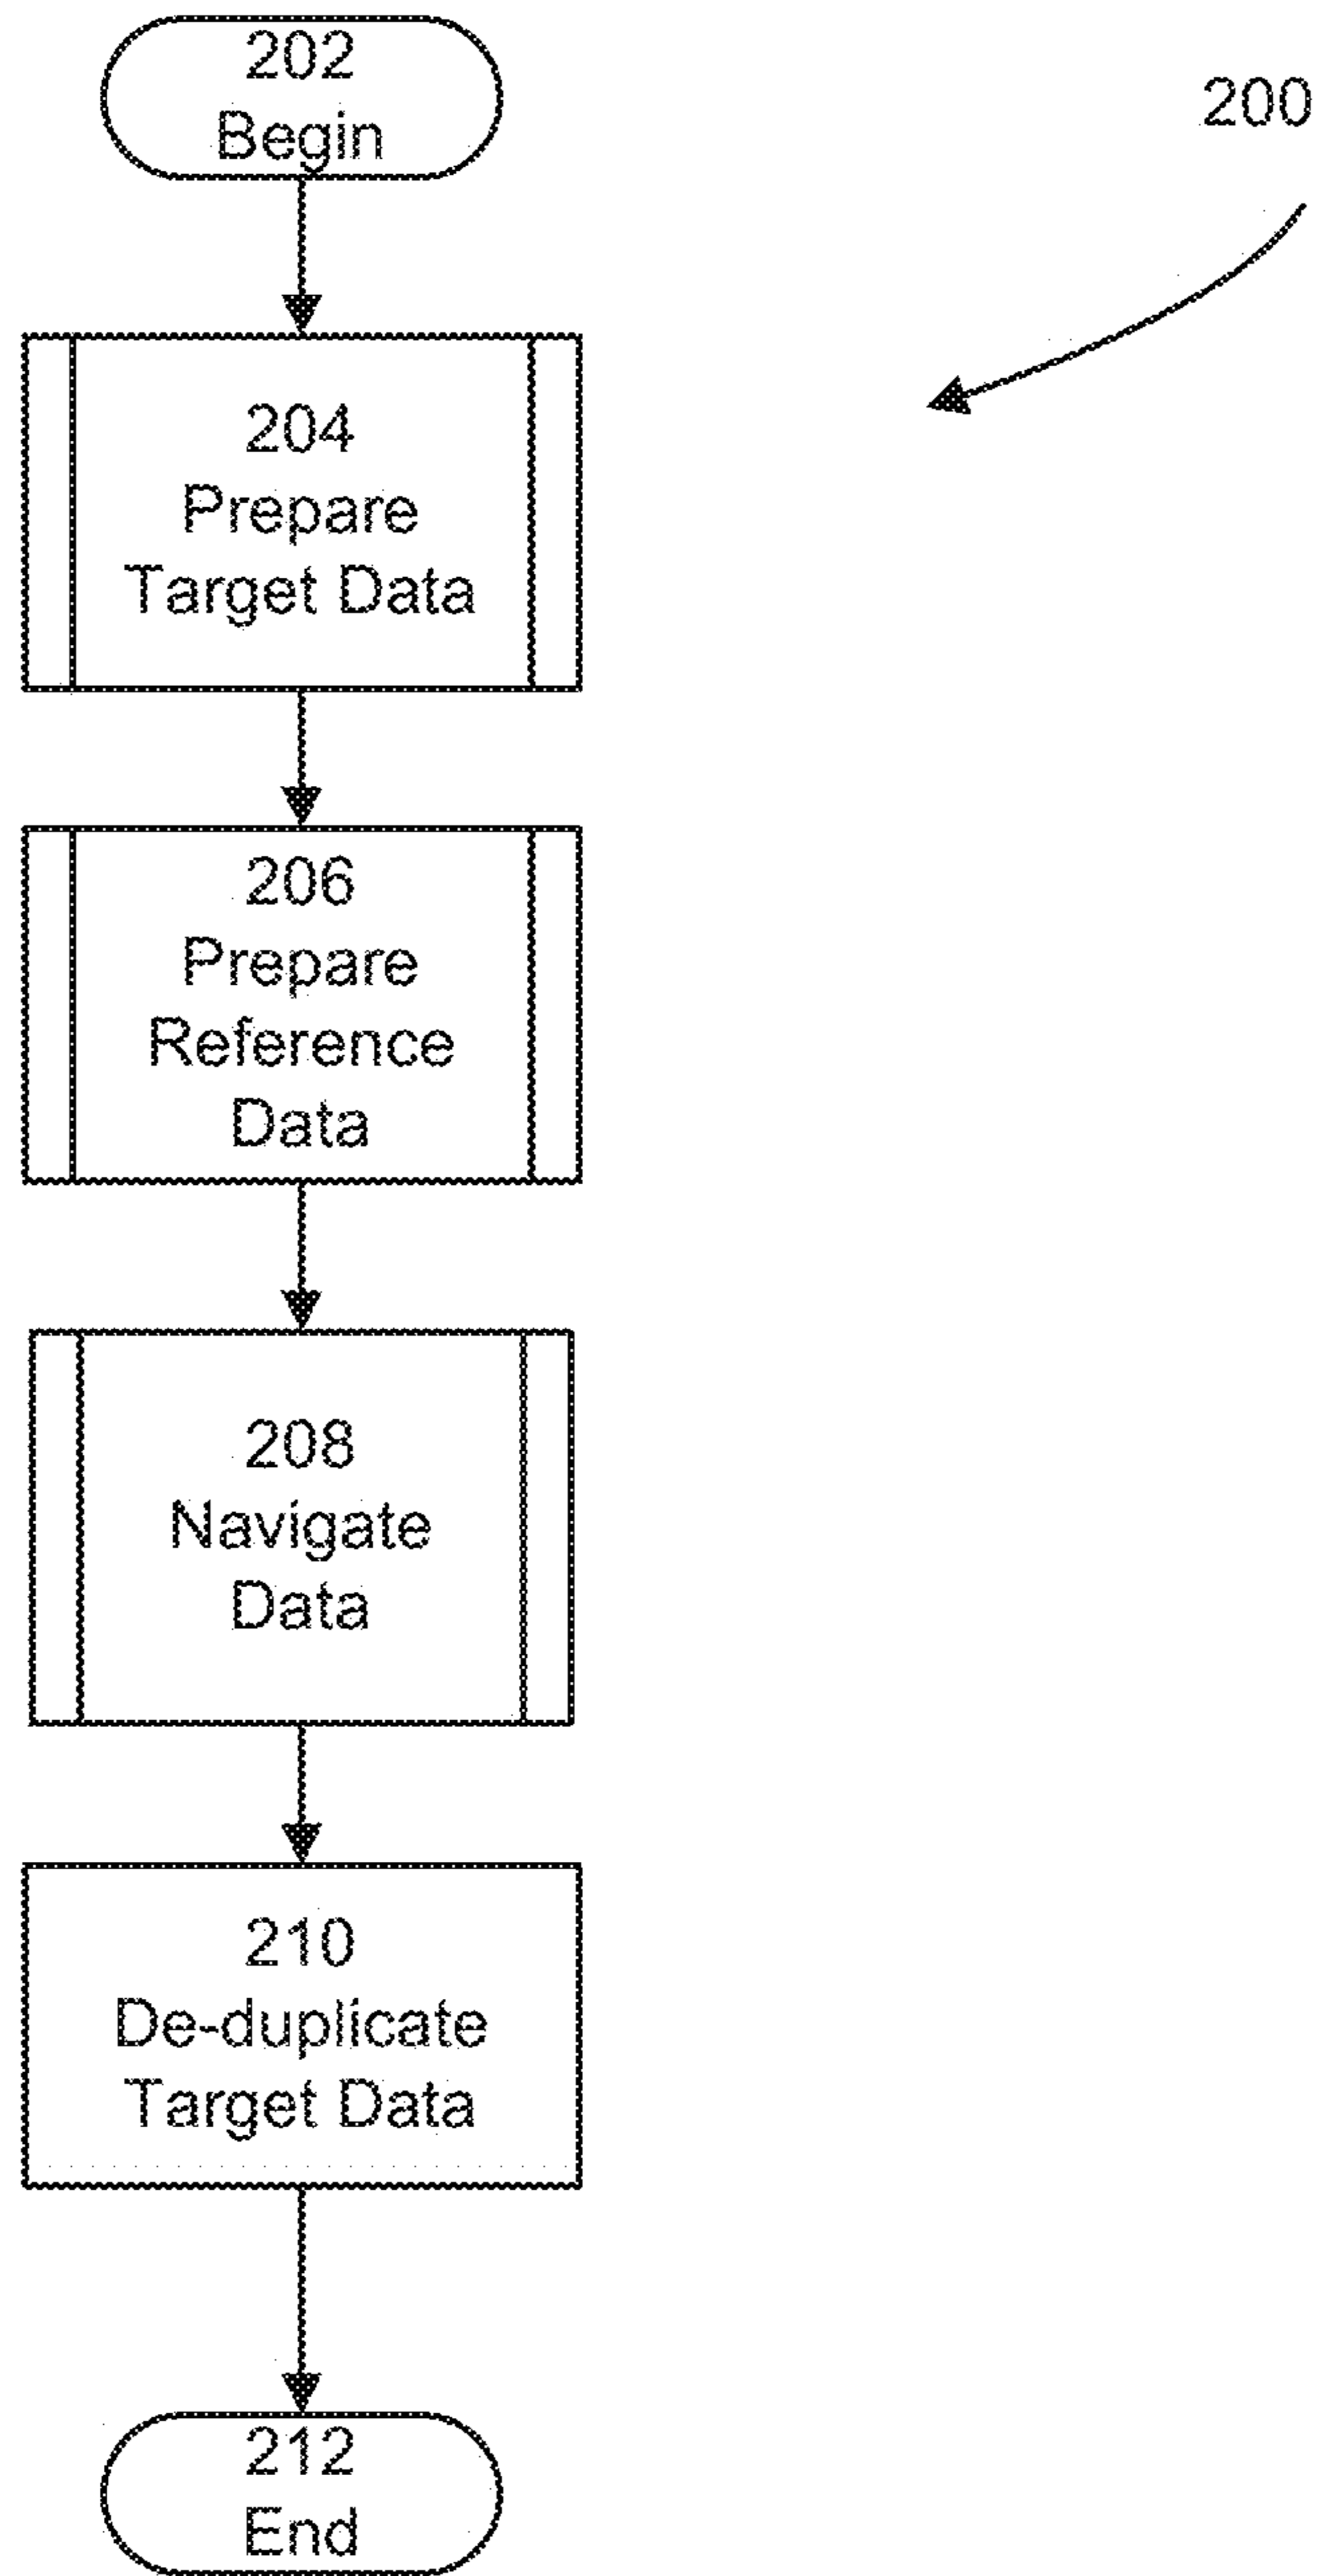 202
Begin
200
204
Prepare
Target Data
206
Prepare
Reference
Data
208
Navigate
Data
210
De-duplicate
Target Data
212
End